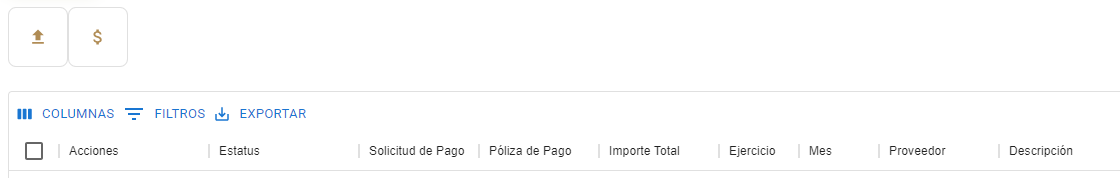 $
COLUMNAS FILTROS EXPORTAR
Acciones Estatus Solicitud de Pago Póliza de Pago Importe Total Ejercicio Mes Proveedor Descripción